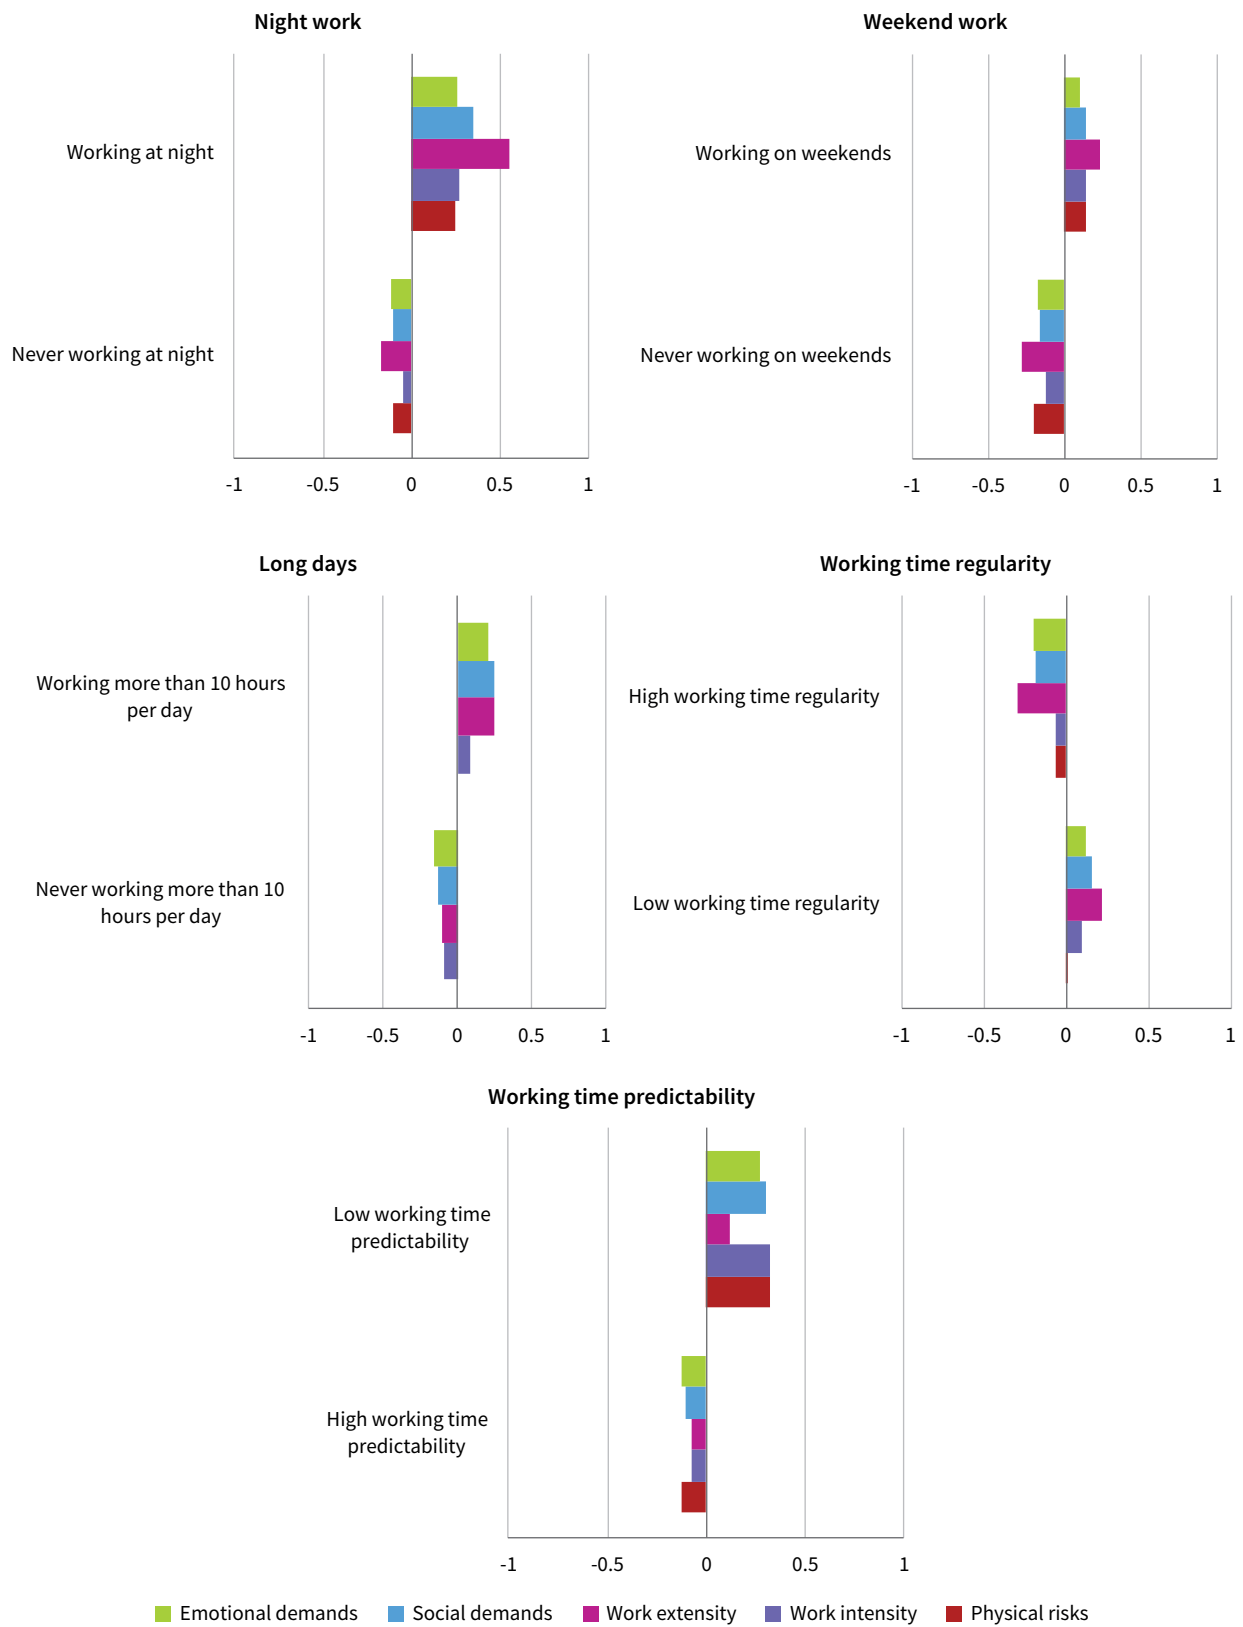 Night work
Working at night
Never working at night
-1 -0.5 0 0.5 1
Weekend work
Working on weekends
Never working on weekends
-1 -0.5 0 0.5 1
Long days
Working more than 10 hours
per day
Never working more than 10
hours per day
-1 -0.5 0 0.5 1
Working time regularity
High working time regularity
Low working time regularity
-1 -0.5 0 0.5 1
Working time predictability
Low working time
predictability
High working time
predictability
-1 -0.5 0 0.5 1
Emotional demands Social demands Work extensity Work intensity Physical risks